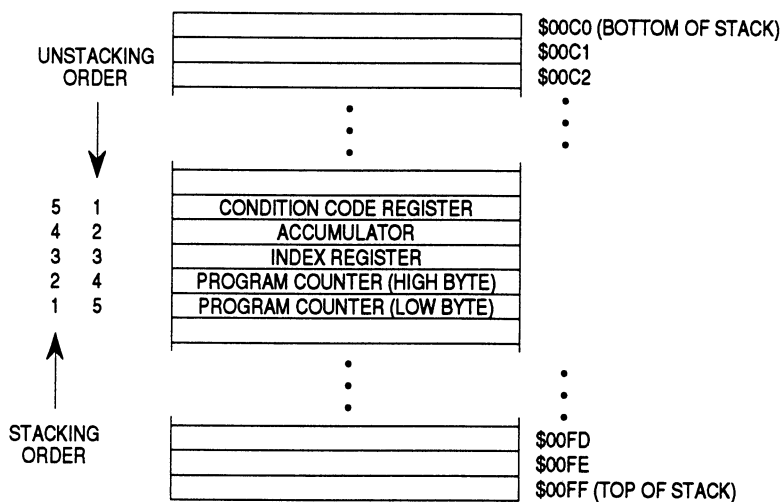 $00C0 (BOTTOM OF STACK)
UNSTACKING
ORDER
$00C1
$00C2
5 1 CONDITION CODE REGISTER
4 2 ACCUMULATOR
3 3 INDEX REGISTER
2 4 PROGRAM COUNTER (HIGH BYTE)
1 5 PROGRAM COUNTER (LOW BYTE)
STACKING
ORDER
$00FD
$00FE
$00FF (TOP OF STACK)